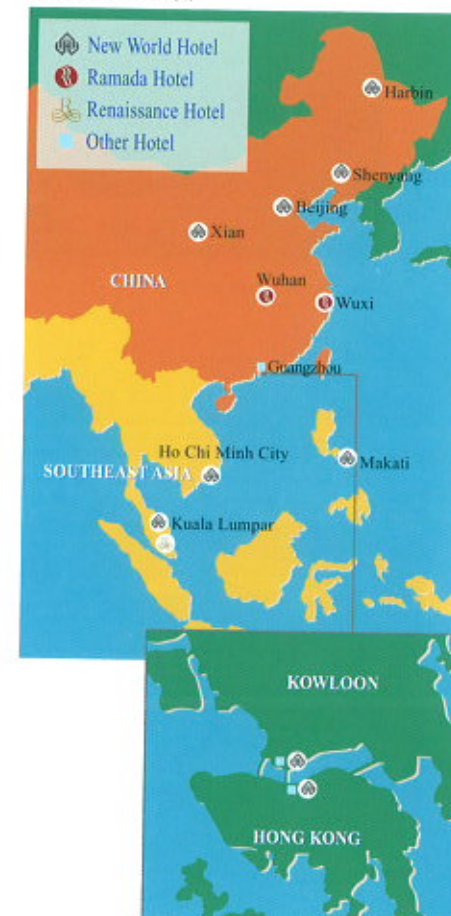 New World Hotel
Ramada Hotel
Renaissance Hotel
Other Hotel
Harbin
Shenyang
Beijing
Xian
CHINA
Wuhan
Wuxi
Guangzhou
Ho Chi Minh City
SOUTHEAST ASIA
Makati
Kuala Lumpar
KOWLOON
HONG KONG